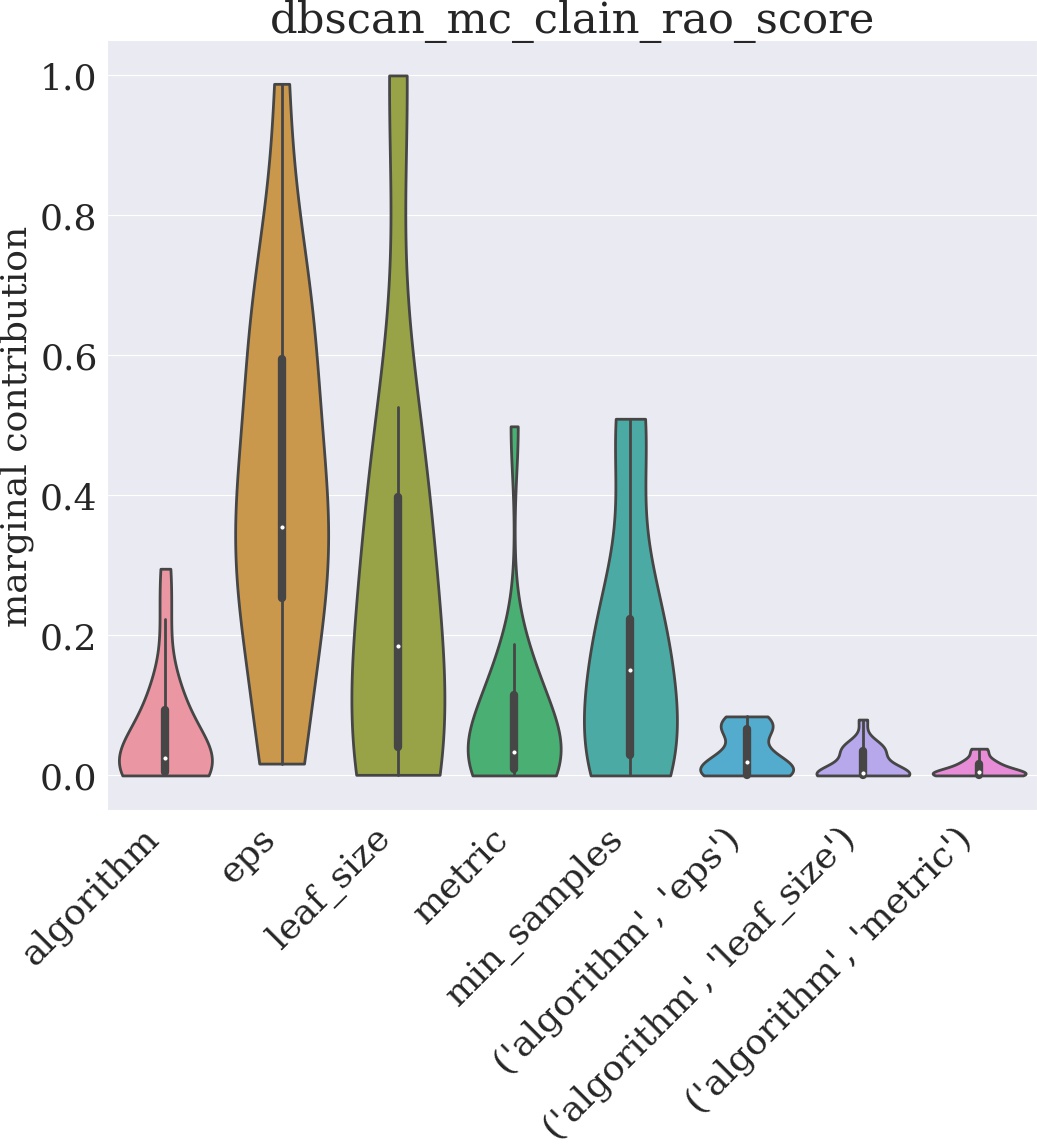 dbscan_mc_clain_rao_score
marginal contribution
1.0
0.8
0.6
0.4
0.2
0.0
algorithm
eps
leaf_size
metric
min_samples
('algorithm', 'eps')
('algorithm', 'leaf_size')
('algorithm', 'metric')